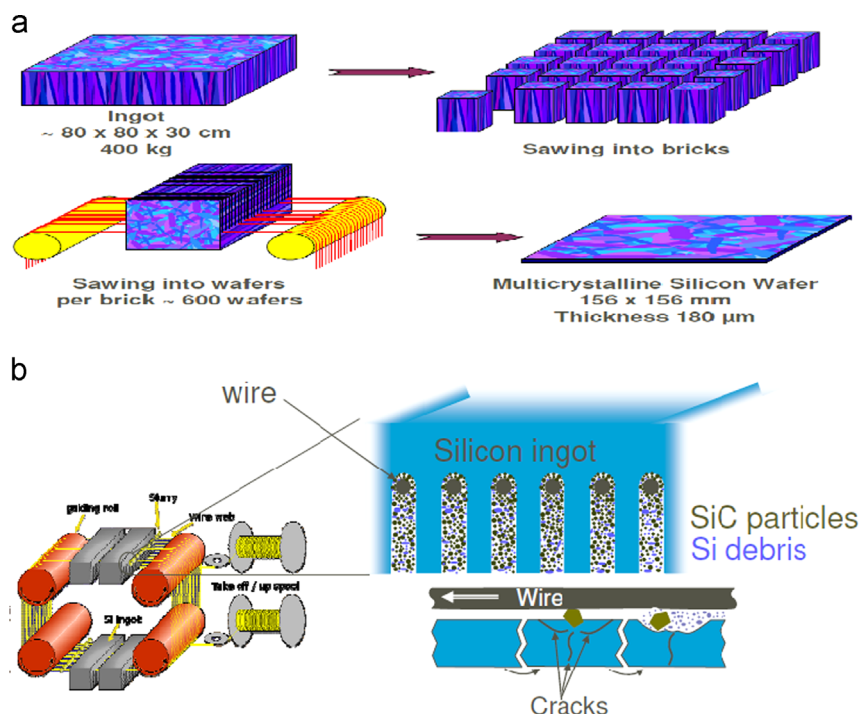 a
Ingot
~ 80 x 80 x 30 cm
400 kg
Sawing into bricks
Sawing into wafers
per brick ~ 600 wafers
Multicrystalline Silicon Wafer
156 x 156 mm
Thickness 180 µm
b
wire
Silicon ingot
SiC particles
Si debris
guiding roll
Slurry
Wire web
Take off / up spool
Si ingot
Wire
Cracks